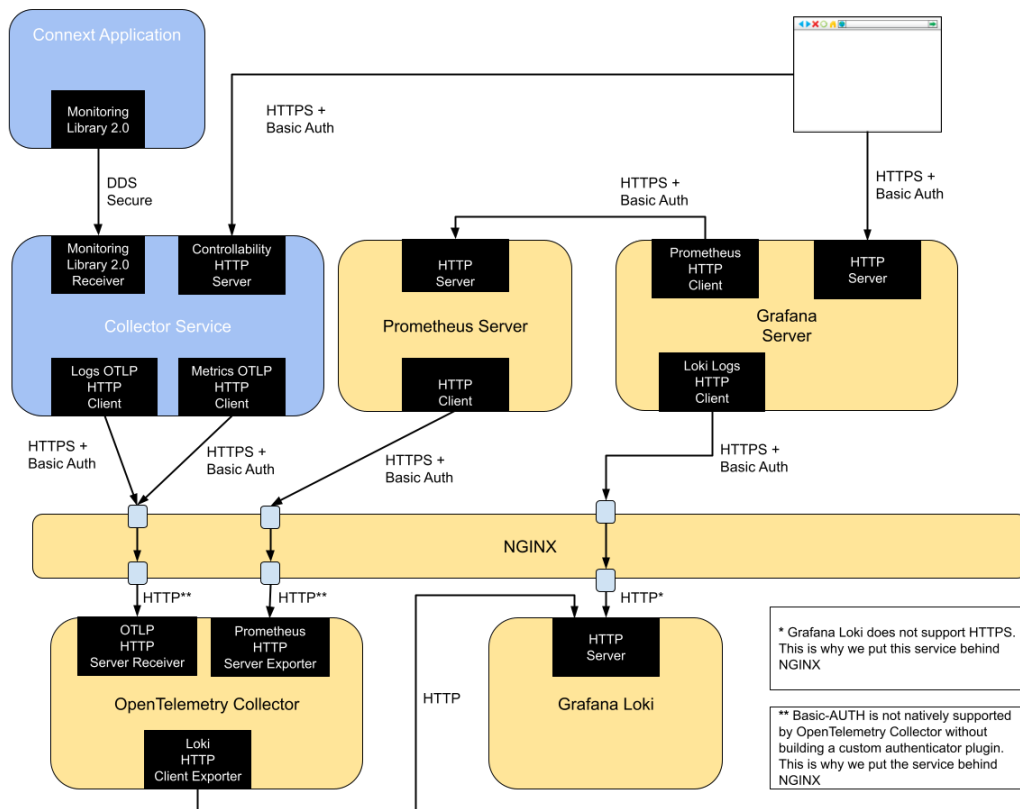 Connext Application
Monitoring
Library 2.0
HTTPS +
Basic Auth
DDS
Secure
HTTPS +
Basic Auth
HTTPS +
Basic Auth
Monitoring
Library 2.0
Receiver
Controllability
HTTP
Server
HTTP
Server
Prometheus
HTTP
Client
HTTP
Server
Collector Service
Prometheus Server
Grafana
Server
Logs OTLP
HTTP
Client
Metrics OTLP
HTTP
Client
HTTP
Client
Loki Logs
HTTP
Client
HTTPS +
Basic Auth
HTTPS +
Basic Auth
HTTPS +
Basic Auth
HTTPS +
Basic Auth
NGINX
HTTP**
HTTP**
HTTP*
OTLP
HTTP
Server Receiver
Prometheus
HTTP
Server Exporter
HTTP
Server
OpenTelemetry Collector
HTTP
Grafana Loki
Loki
HTTP
Client Exporter
* Grafana Loki does not support HTTPS.
This is why we put this service behind
NGINX
** Basic-AUTH is not natively supported
by OpenTelemetry Collector without
building a custom authenticator plugin.
This is why we put the service behind
NGINX